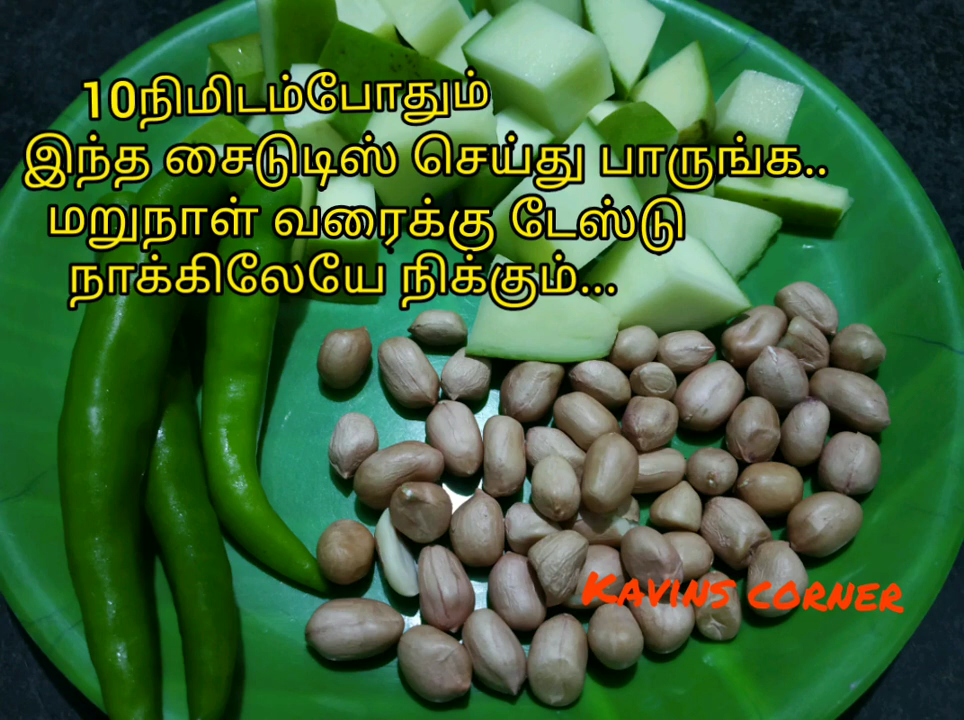 10நிமிடம்போதும்
இந்த சைடுடிஸ் செய்து பாருங்க..
மறுநாள் வரைக்கு டேஸ்டு
நாக்கிலேயே நிக்கும்...
KAVINS CORNER